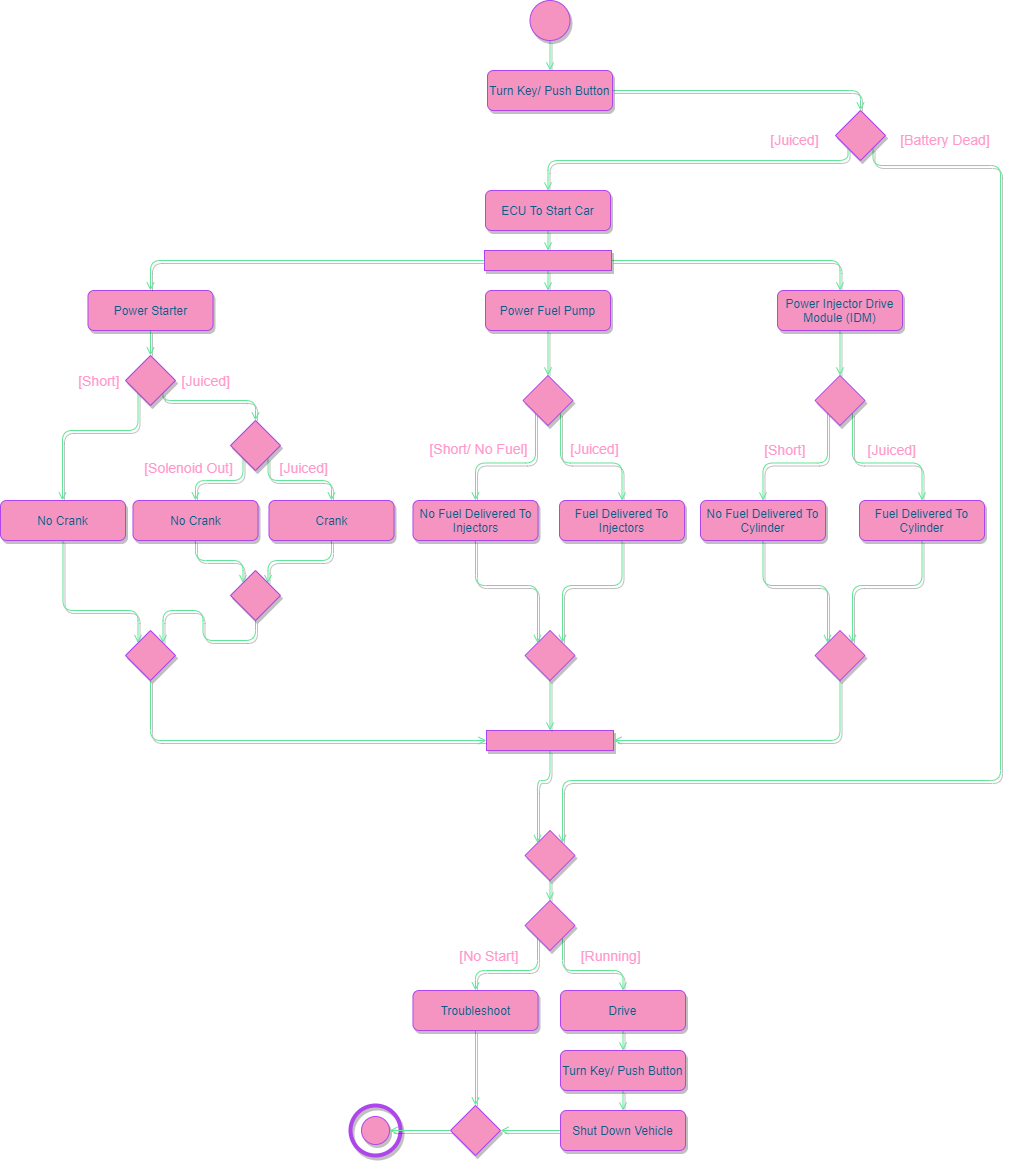 Turn Key/ Push Button
[Juiced]
[Battery Dead]
ECU To Start Car
Power Starter
Power Fuel Pump
Power Injector Drive
Module (IDM)
[Short]
[Juiced]
[Solenoid Out]
[Juiced]
[Short/ No Fuel]
[Juiced]
[Short]
[Juiced]
No Crank
No Crank
Crank
No Fuel Delivered To
Injectors
Fuel Delivered To
Injectors
No Fuel Delivered To
Cylinder
Fuel Delivered To
Cylinder
[No Start]
[Running]
Troubleshoot
Drive
Turn Key/ Push Button
Shut Down Vehicle